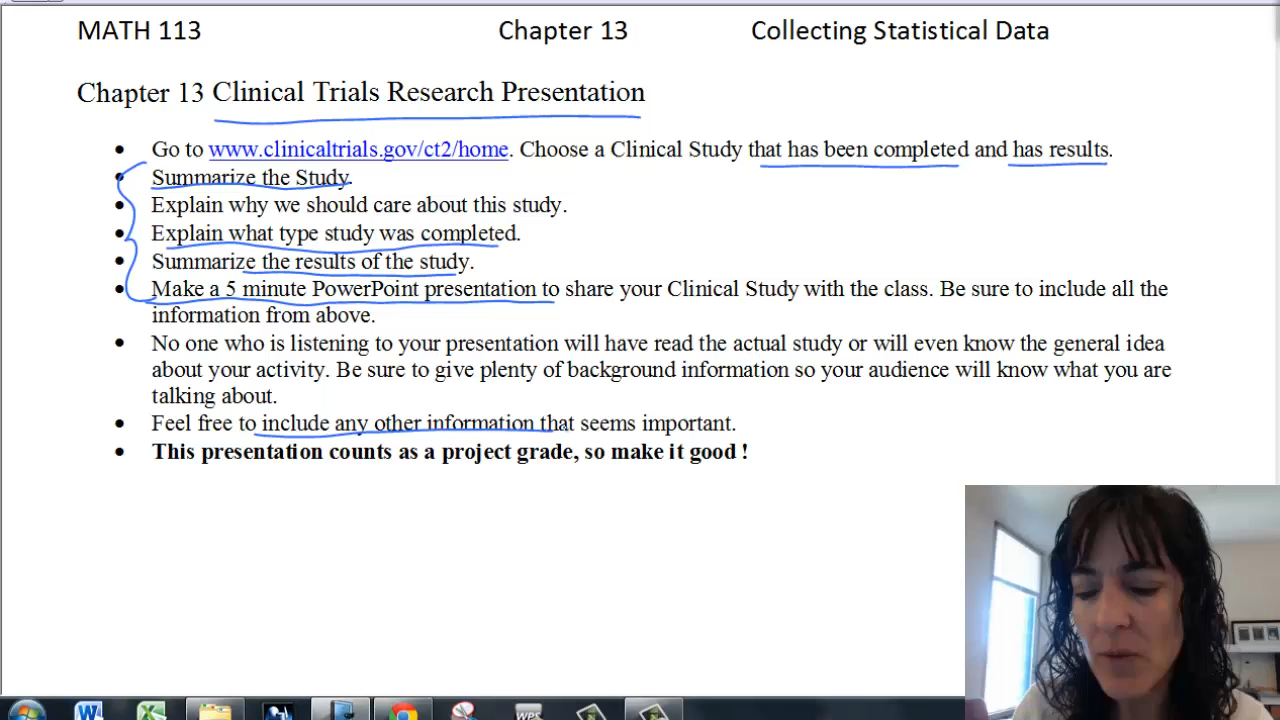 MATH 113 Chapter 13 Collecting Statistical Data
Chapter 13 Clinical Trials Research Presentation
• Go to www.clinicaltrials.gov/ct2/home. Choose a Clinical Study that has been completed and has results.
• Summarize the Study.
• Explain why we should care about this study.
• Explain what type study was completed.
• Summarize the results of the study.
• Make a 5 minute PowerPoint presentation to share your Clinical Study with the class. Be sure to include all the
information from above.
• No one who is listening to your presentation will have read the actual study or will even know the general idea
about your activity. Be sure to give plenty of background information so your audience will know what you are
talking about.
• Feel free to include any other information that seems important.
• This presentation counts as a project grade, so make it good !
W
WPS